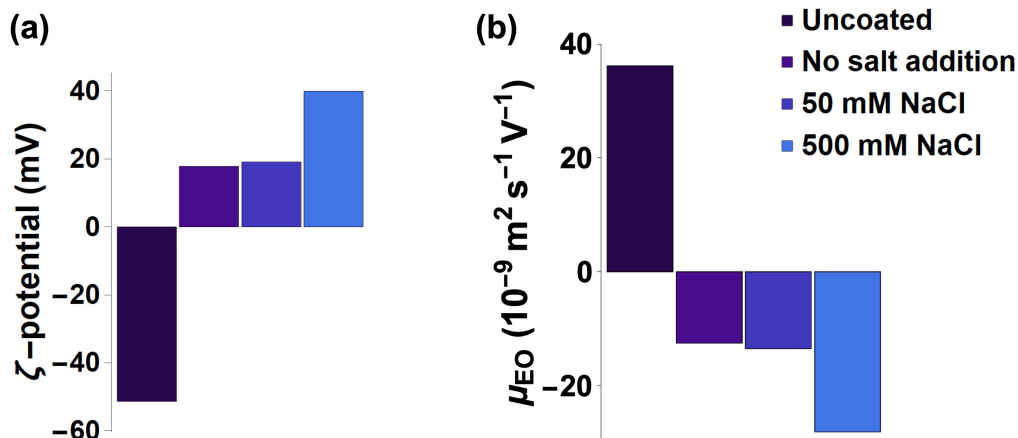 (a)
ζ−potential (mV)
40
20
0
−20
−40
−60
(b)
μEO (10⁻⁹ m² s⁻¹ V⁻¹)
40
20
0
−20
Uncoated
No salt addition
50 mM NaCl
500 mM NaCl